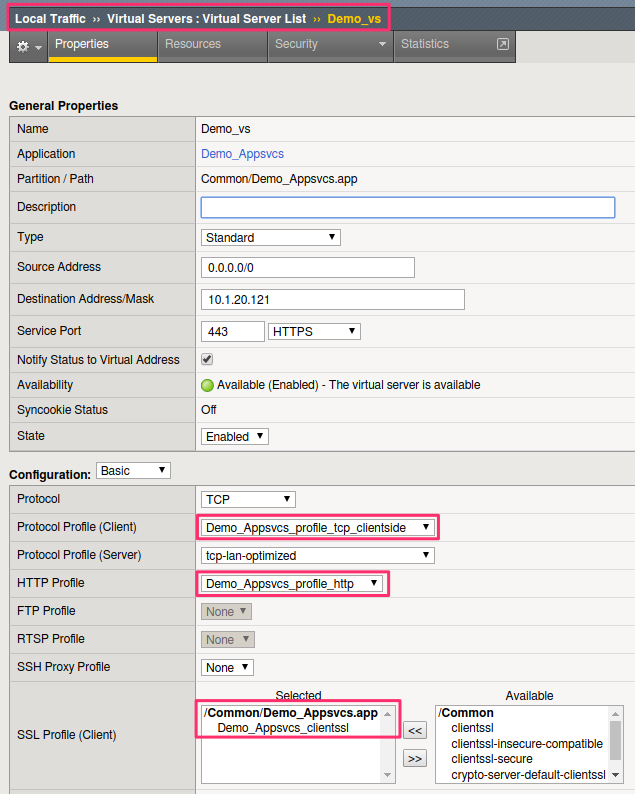 Local Traffic ›› Virtual Servers : Virtual Server List ›› Demo_vs
Properties Resources Security Statistics
General Properties
Name Demo_vs
Application Demo_Appsvcs
Partition / Path Common/Demo_Appsvcs.app
Description
Type Standard
Source Address 0.0.0.0/0
Destination Address/Mask 10.1.20.121
Service Port 443 HTTPS
Notify Status to Virtual Address
Availability Available (Enabled) - The virtual server is available
Syncookie Status Off
State Enabled
Configuration: Basic
Protocol TCP
Protocol Profile (Client) Demo_Appsvcs_profile_tcp_clientside
Protocol Profile (Server) tcp-lan-optimized
HTTP Profile Demo_Appsvcs_profile_http
FTP Profile None
RTSP Profile None
SSH Proxy Profile None
Selected Available
SSL Profile (Client)
/Common/Demo_Appsvcs.app
Demo_Appsvcs_clientssl
<<
>>
/Common
clientssl
clientssl-insecure-compatible
clientssl-secure
crypto-server-default-clientssl